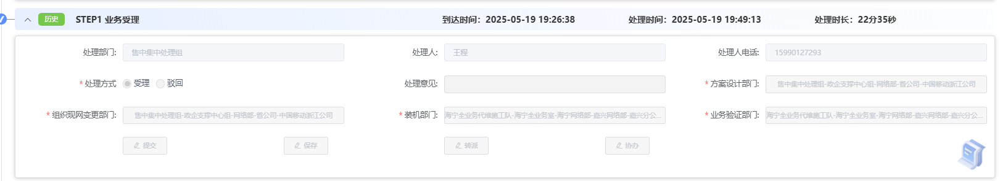 历史 STEP1 业务受理 到达时间：2025-05-19 19:26:38 处理时间：2025-05-19 19:49:13 处理时长：22分35秒
处理部门: 售中集中处理组 处理人: 王程 处理人电话: 15990127293
* 处理方式 受理 驳回 处理意见: * 方案设计部门: 售中集中处理组-政企支撑中心组-网络部-省公司-中国移动浙江公司
* 组织现网变更部门: 售中集中处理组-政企支撑中心组-网络部-省公司-中国移动浙江公司 * 装机部门: 海宁全业务代维施工队-海宁全业务室-海宁网络部-嘉兴网络部-嘉兴分公... * 业务验证部门: 海宁全业务代维施工队-海宁全业务室-海宁网络部-嘉兴网络部-嘉兴分公...
提交 保存 转派 协办